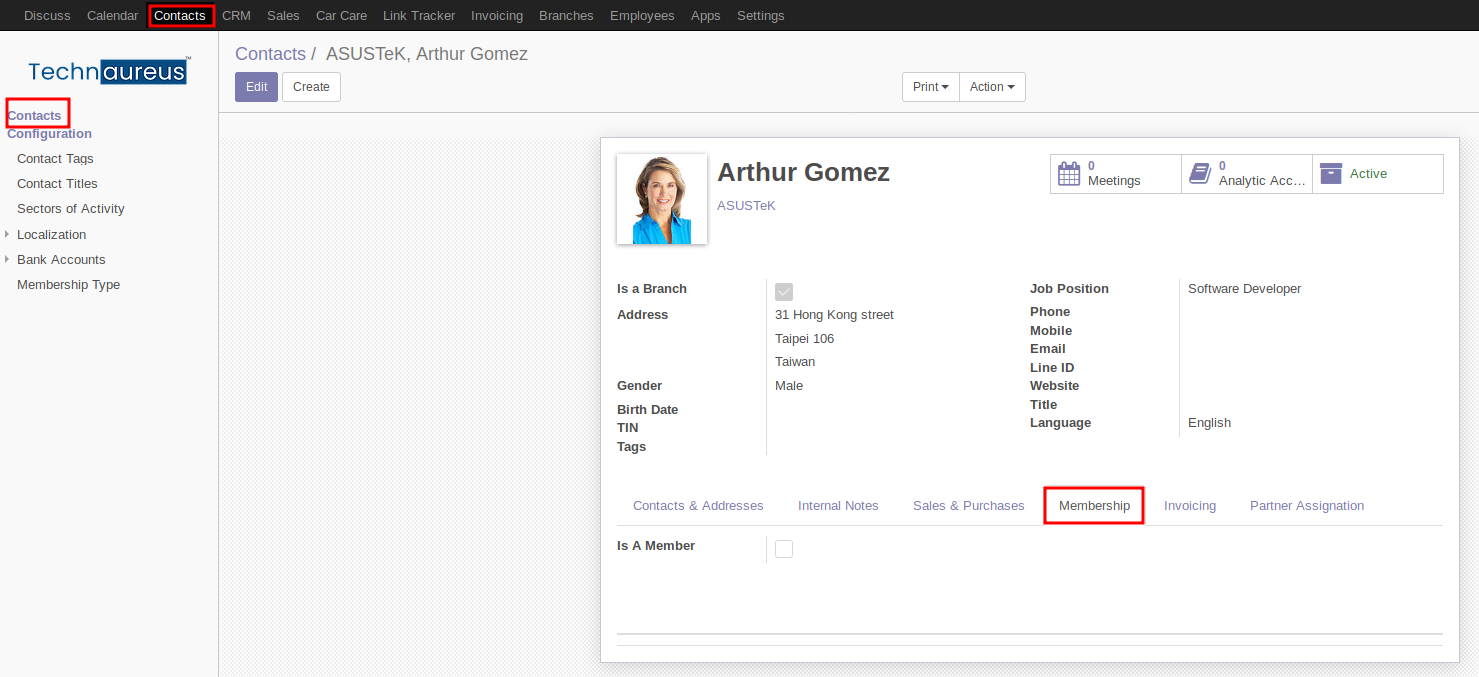 Discuss Calendar Contacts CRM Sales Car Care Link Tracker Invoicing Branches Employees Apps Settings
Technaureus™
Contacts
Configuration
Contact Tags
Contact Titles
Sectors of Activity
Localization
Bank Accounts
Membership Type
Contacts / ASUSTeK, Arthur Gomez
Edit Create Print Action
Arthur Gomez
ASUSTeK
0
Meetings
0
Analytic Acc...
Active
Is a Branch
Address 31 Hong Kong street
Taipei 106
Taiwan
Gender Male
Birth Date
TIN
Tags
Job Position Software Developer
Phone
Mobile
Email
Line ID
Website
Title
Language English
Contacts & Addresses Internal Notes Sales & Purchases Membership Invoicing Partner Assignation
Is A Member